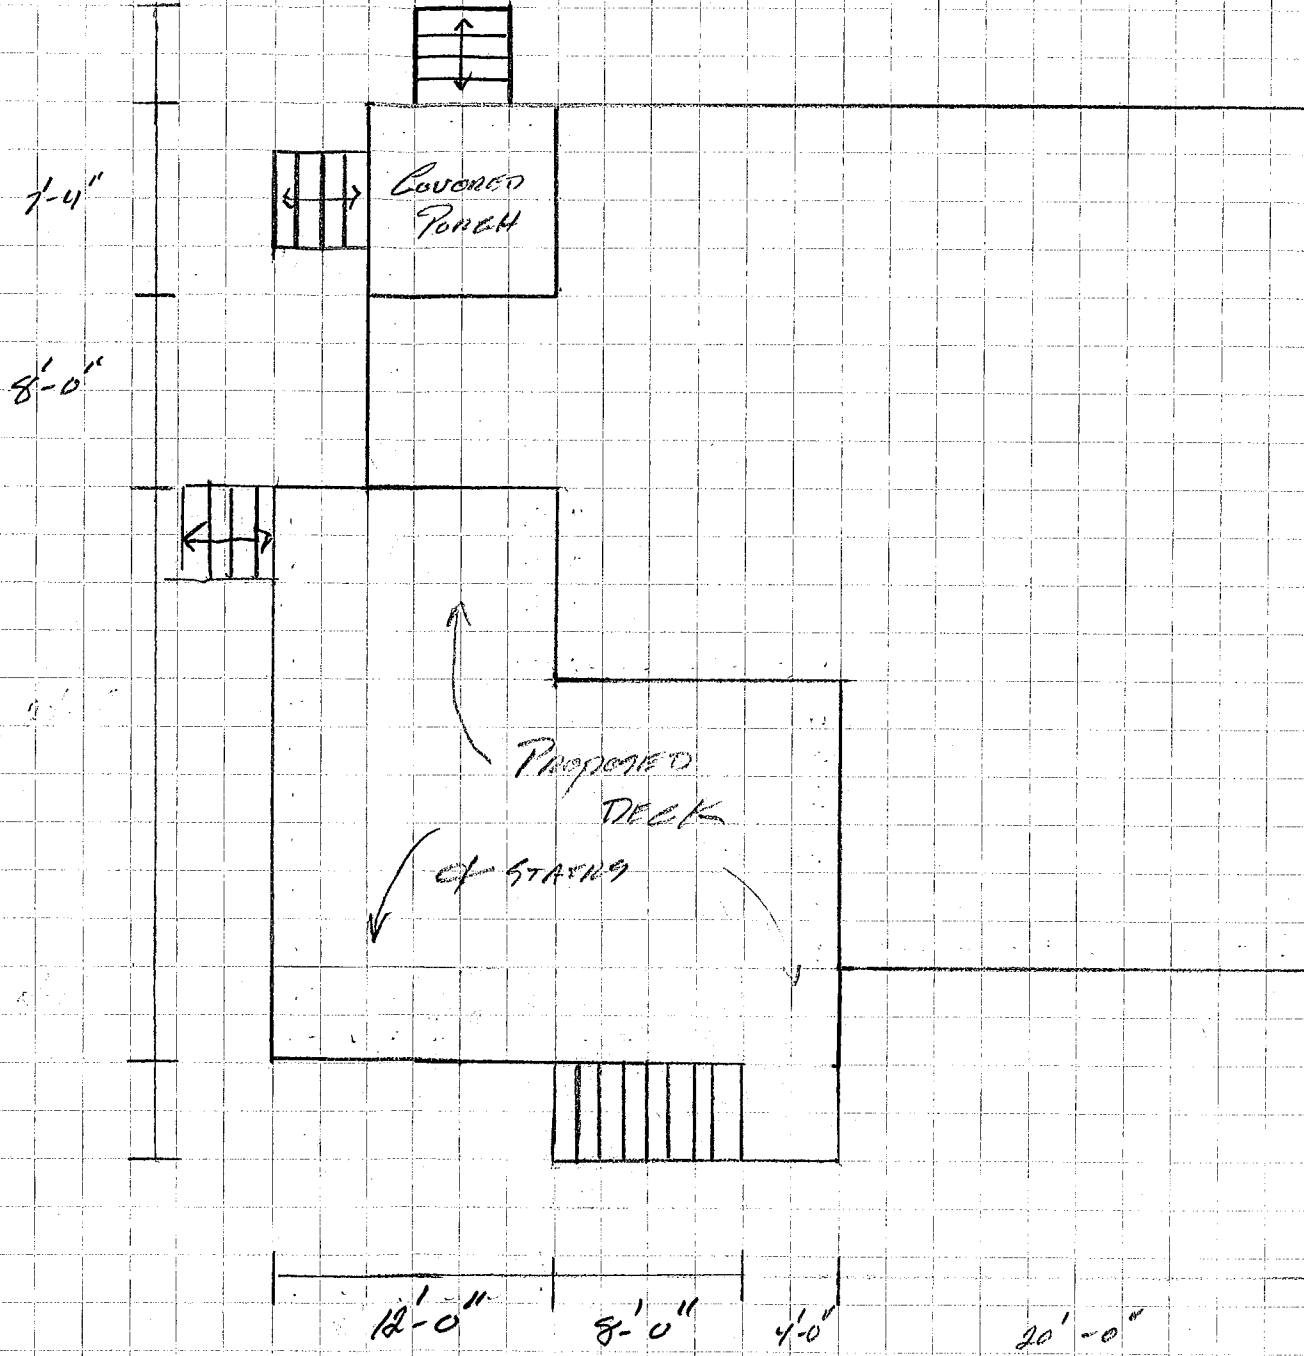 7'-4"
COVERED
PORCH
8'-0"
PROPOSED
DECK
& STAIRS
12'-0"
8'-0"
4'-0"
20'-0"